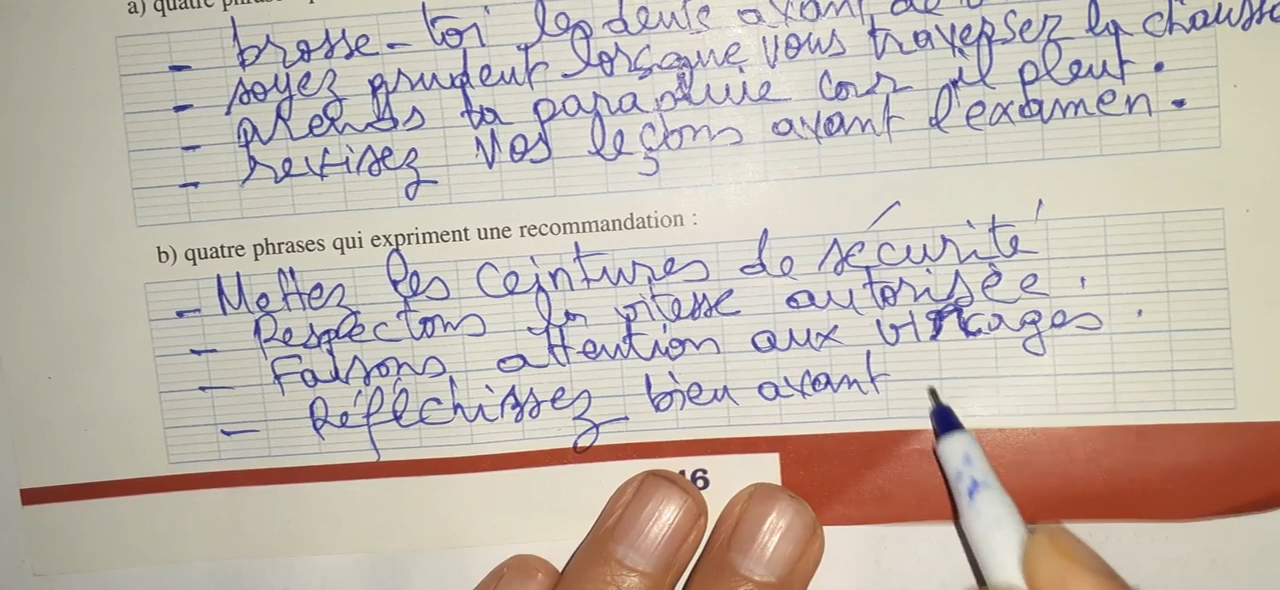 a) quatre
- brosse-toi les dents avant de
- soyez prudent lorsque vous traversez la chaussé
- prends ta parapluie car il pleut.
- revisez vos leçons avant l'examen.
b) quatre phrases qui expriment une recommandation :
- Mettez les ceintures de sécurité
- Respectons la vitesse autorisée.
- Faisons attention aux virages.
- Réfléchissez bien avant
16